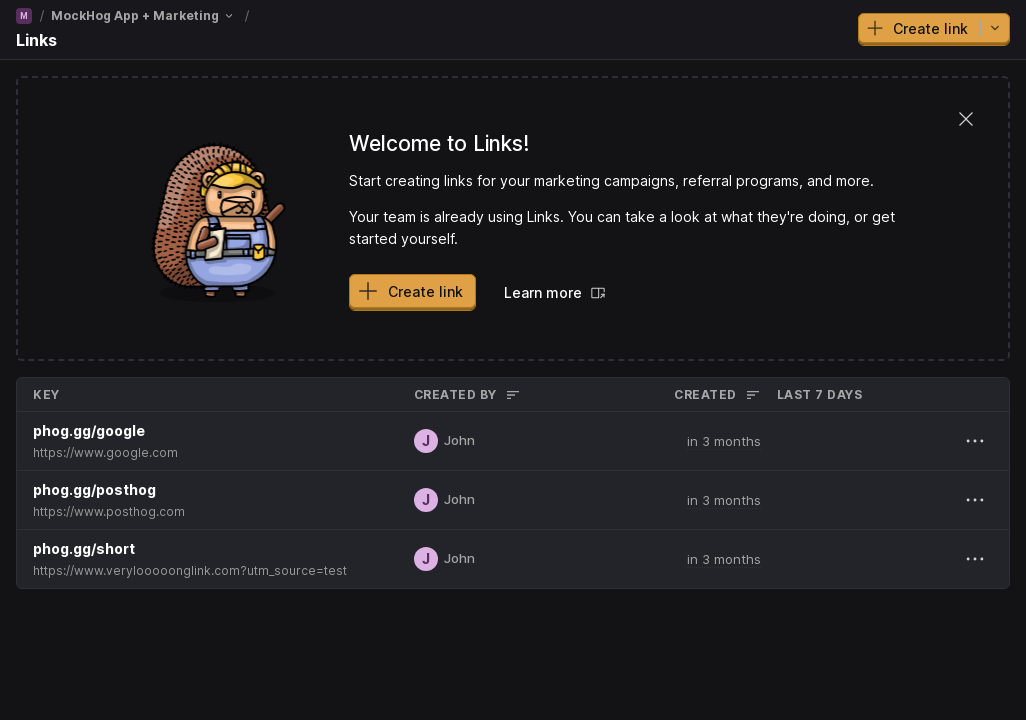 M / MockHog App + Marketing /
Links
Create link
Welcome to Links!
Start creating links for your marketing campaigns, referral programs, and more.
Your team is already using Links. You can take a look at what they're doing, or get
started yourself.
Create link
Learn more
KEY CREATED BY CREATED LAST 7 DAYS
phog.gg/google
https://www.google.com
J John in 3 months
phog.gg/posthog
https://www.posthog.com
J John in 3 months
phog.gg/short
https://www.verylooooonglink.com?utm_source=test
J John in 3 months